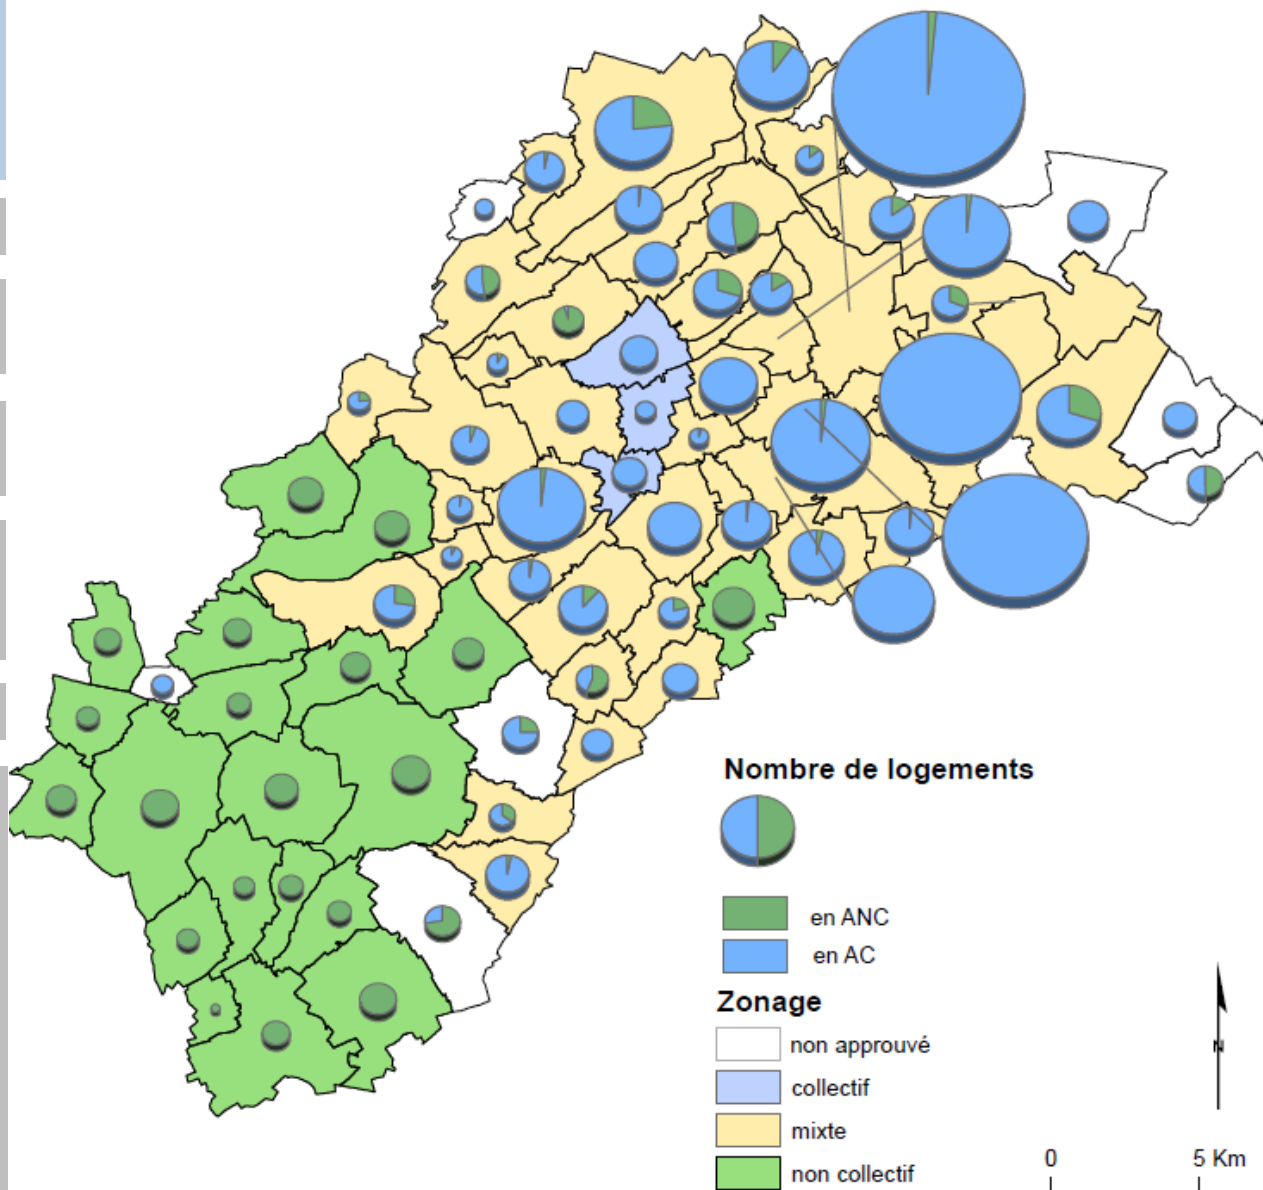 Nombre de logements
en ANC
en AC
Zonage
non approuvé
collectif
mixte
non collectif
N
0 5 Km